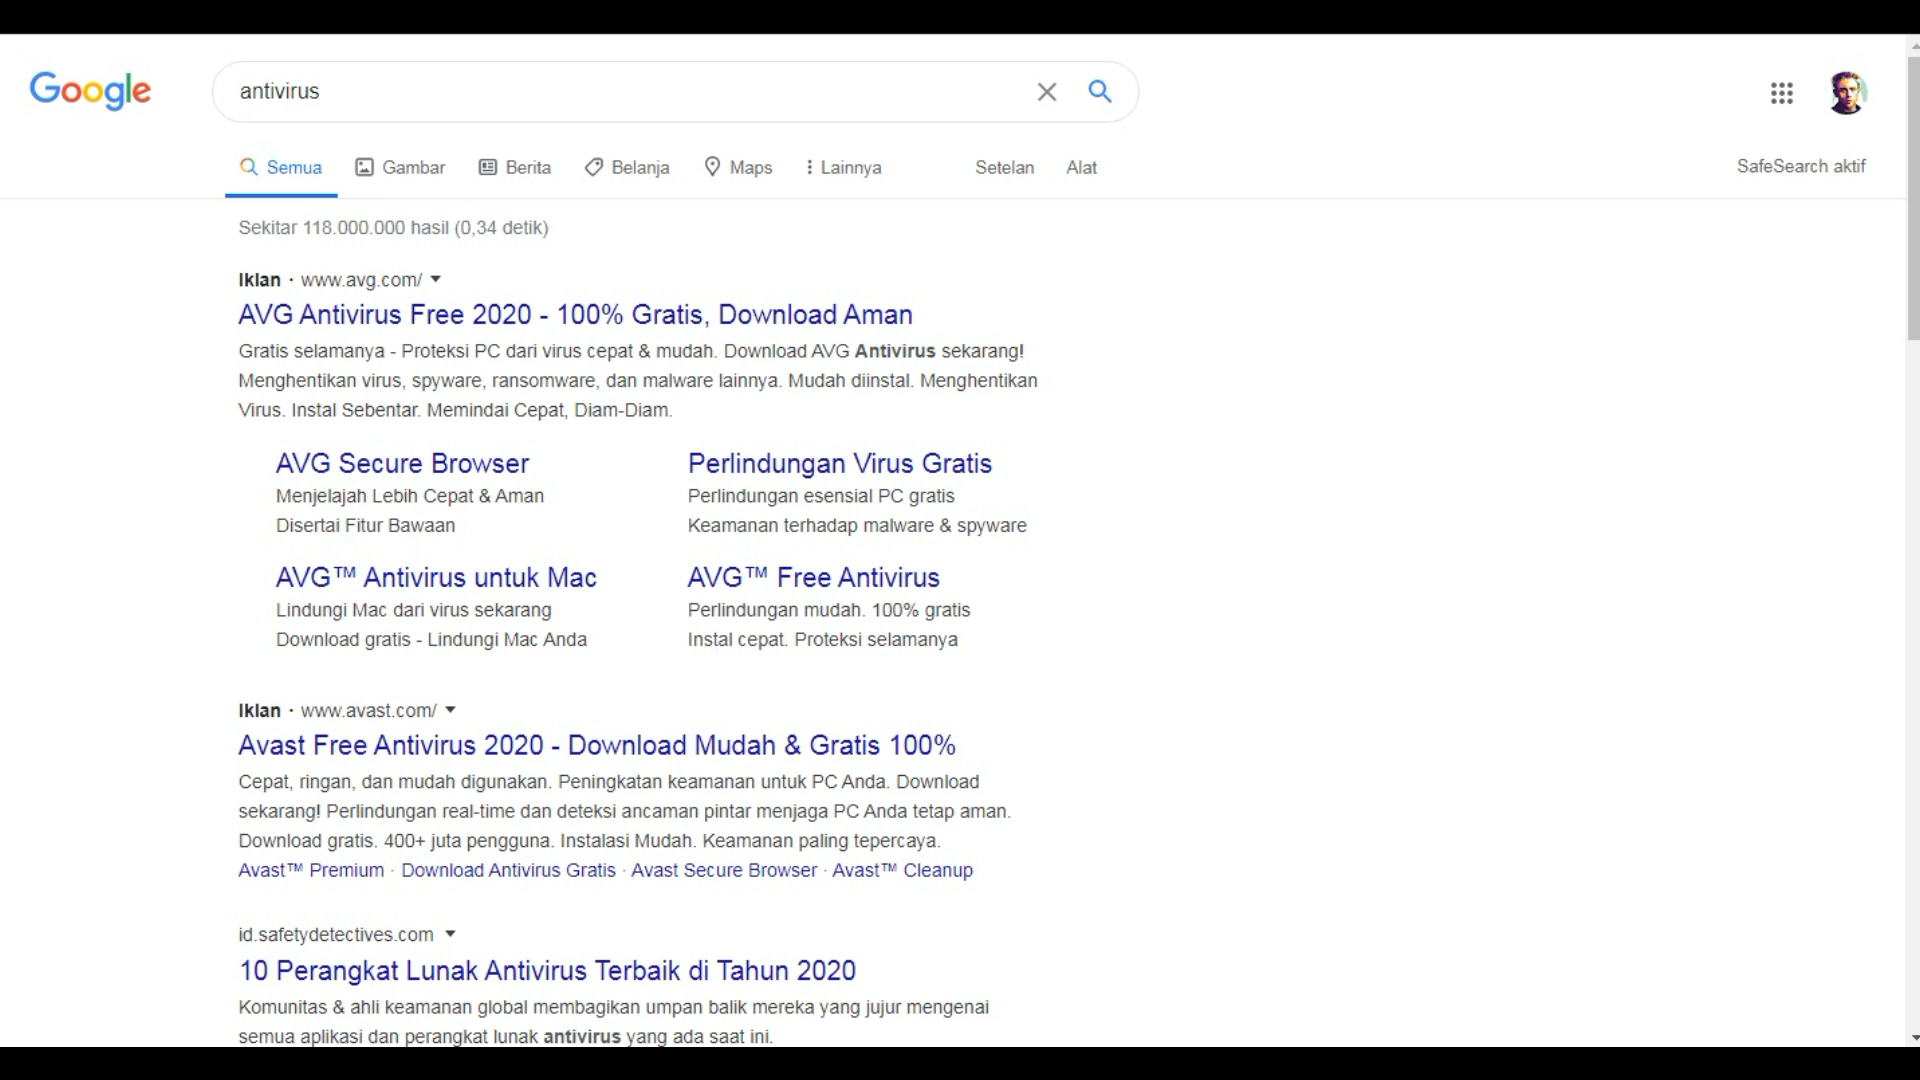 Google
antivirus
Semua Gambar Berita Belanja Maps Lainnya Setelan Alat SafeSearch aktif
Sekitar 118.000.000 hasil (0,34 detik)
Iklan · www.avg.com/
AVG Antivirus Free 2020 - 100% Gratis, Download Aman
Gratis selamanya - Proteksi PC dari virus cepat & mudah. Download AVG Antivirus sekarang!
Menghentikan virus, spyware, ransomware, dan malware lainnya. Mudah diinstal. Menghentikan
Virus. Instal Sebentar. Memindai Cepat, Diam-Diam.
AVG Secure Browser
Menjelajah Lebih Cepat & Aman
Disertai Fitur Bawaan
Perlindungan Virus Gratis
Perlindungan esensial PC gratis
Keamanan terhadap malware & spyware
AVG™ Antivirus untuk Mac
Lindungi Mac dari virus sekarang
Download gratis - Lindungi Mac Anda
AVG™ Free Antivirus
Perlindungan mudah. 100% gratis
Instal cepat. Proteksi selamanya
Iklan · www.avast.com/
Avast Free Antivirus 2020 - Download Mudah & Gratis 100%
Cepat, ringan, dan mudah digunakan. Peningkatan keamanan untuk PC Anda. Download
sekarang! Perlindungan real-time dan deteksi ancaman pintar menjaga PC Anda tetap aman.
Download gratis. 400+ juta pengguna. Instalasi Mudah. Keamanan paling tepercaya.
Avast™ Premium · Download Antivirus Gratis · Avast Secure Browser · Avast™ Cleanup
id.safetydetectives.com
10 Perangkat Lunak Antivirus Terbaik di Tahun 2020
Komunitas & ahli keamanan global membagikan umpan balik mereka yang jujur mengenai
semua aplikasi dan perangkat lunak antivirus yang ada saat ini.